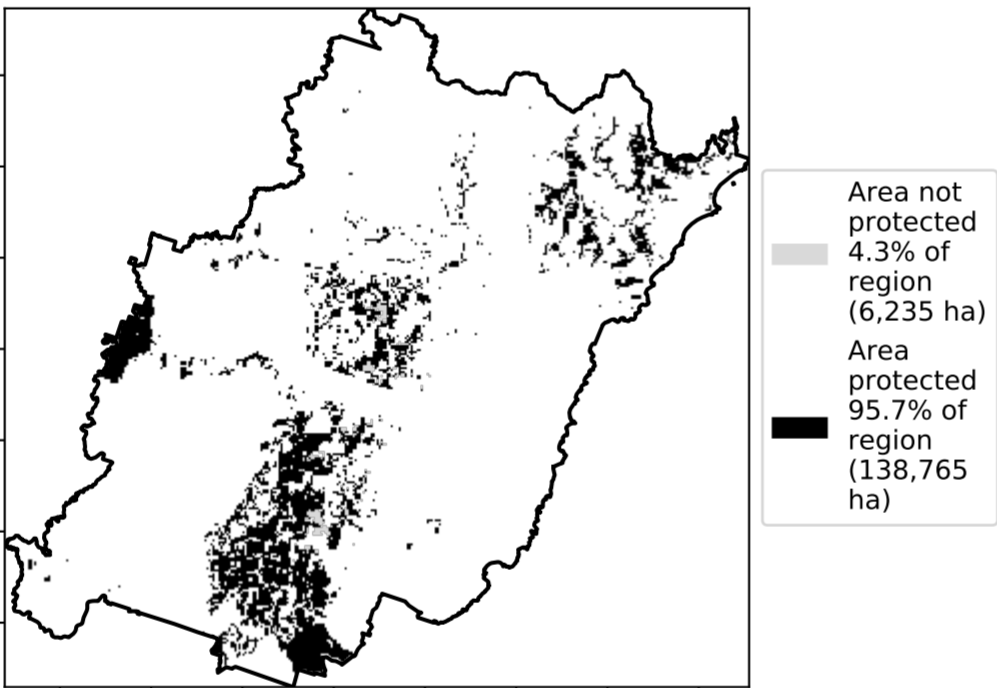 Area not
protected
4.3% of
region
(6,235 ha)
Area
protected
95.7% of
region
(138,765
ha)